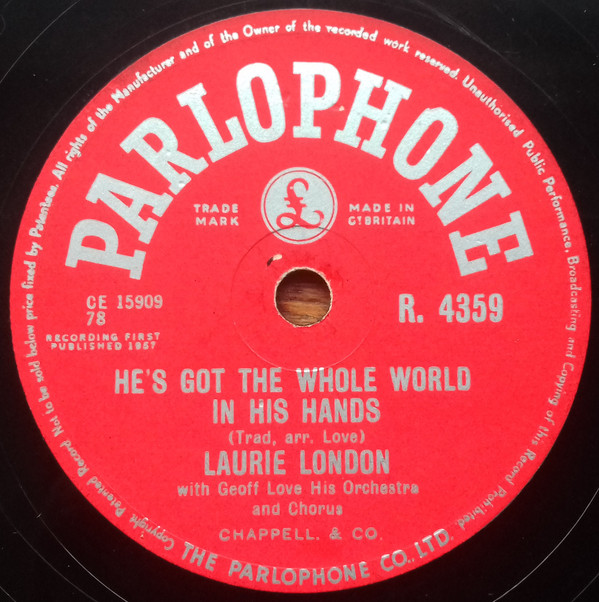 PARLOPHONE
Patented Record Not to be sold below price fixed by Patentees. All rights of the Manufacturer and of the Owner of the recorded work reserved. Unauthorised Public Performance, Broadcasting and Copying of this Record Prohibited. Copyright
TRADE MARK
£
MADE IN GT BRITAIN
CE 15909
78
R. 4359
RECORDING FIRST
PUBLISHED 1957
HE'S GOT THE WHOLE WORLD
IN HIS HANDS
(Trad, arr. Love)
LAURIE LONDON
with Geoff Love His Orchestra
and Chorus
CHAPPELL. & CO.
THE PARLOPHONE CO., LTD.